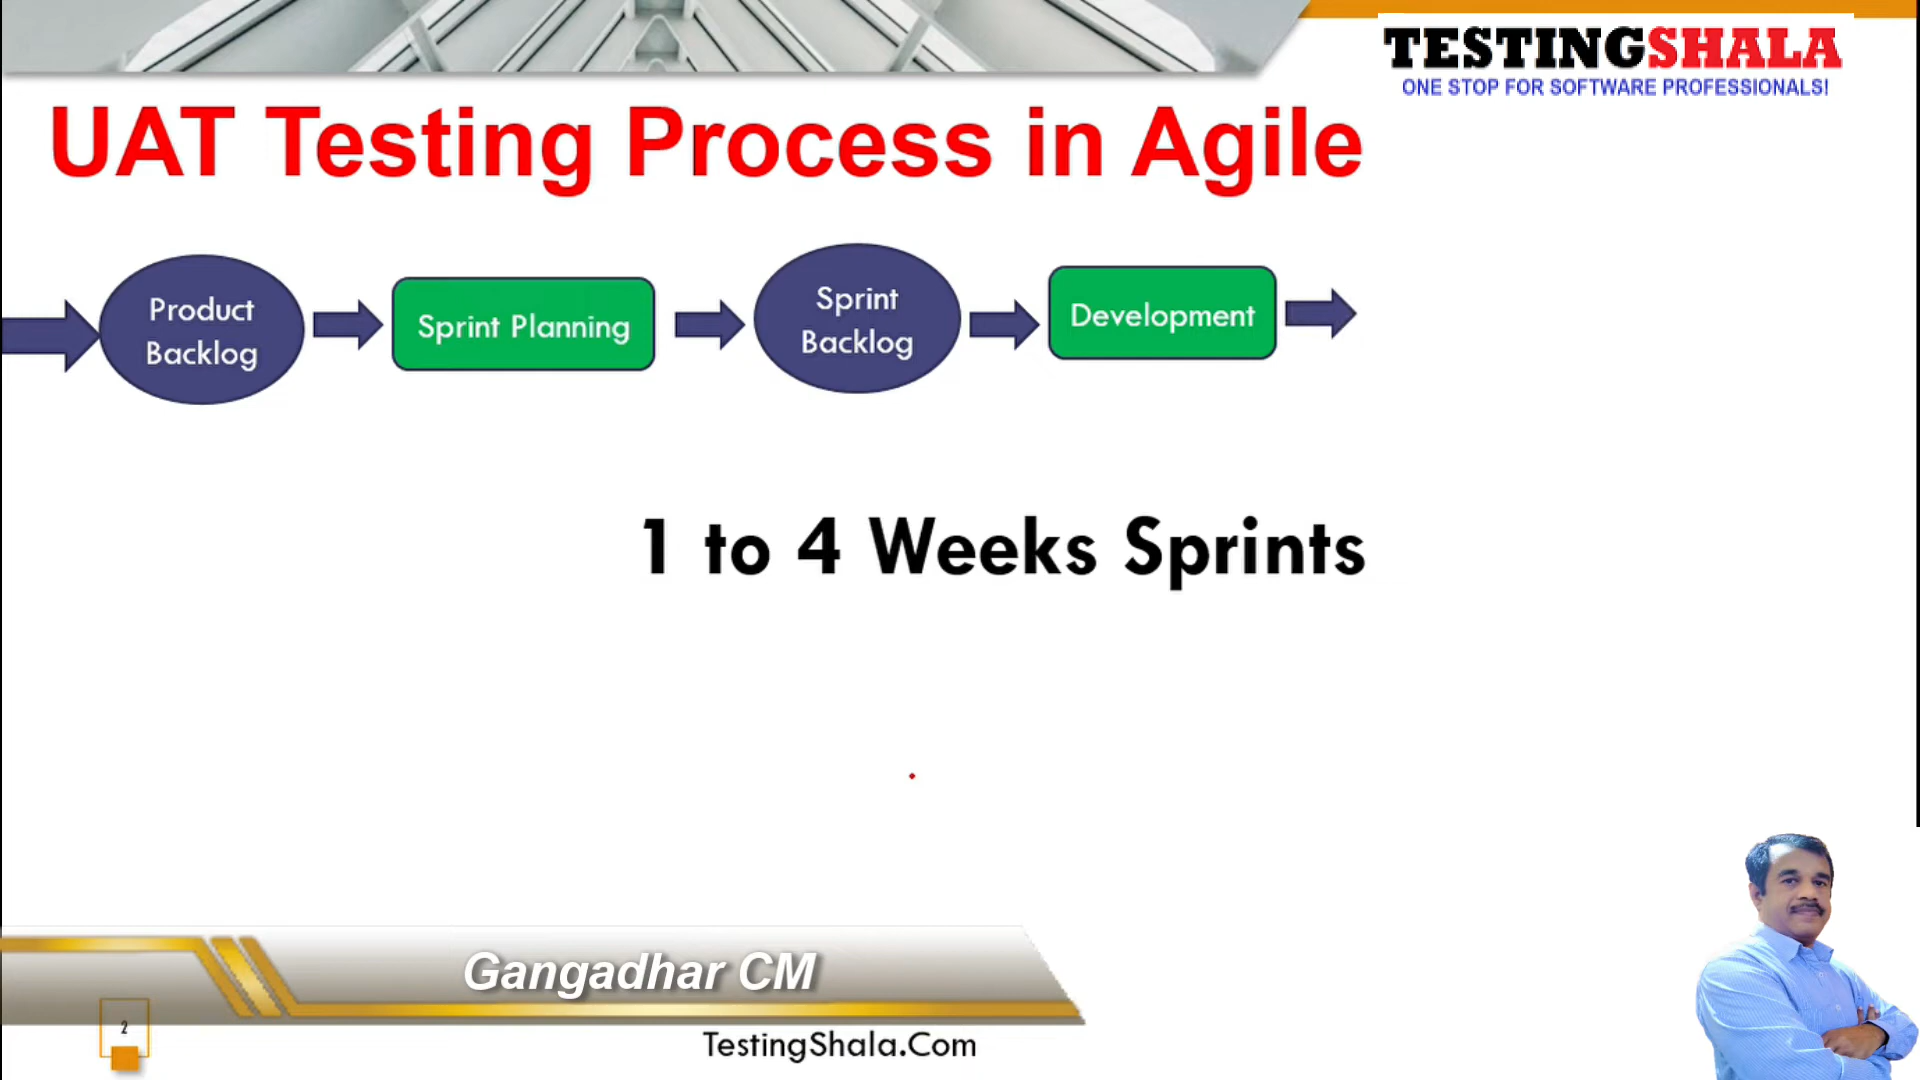 TESTINGSHALA
ONE STOP FOR SOFTWARE PROFESSIONALS!
UAT Testing Process in Agile
Product
Backlog
Sprint Planning
Sprint
Backlog
Development
1 to 4 Weeks Sprints
Gangadhar CM
2
TestingShala.Com